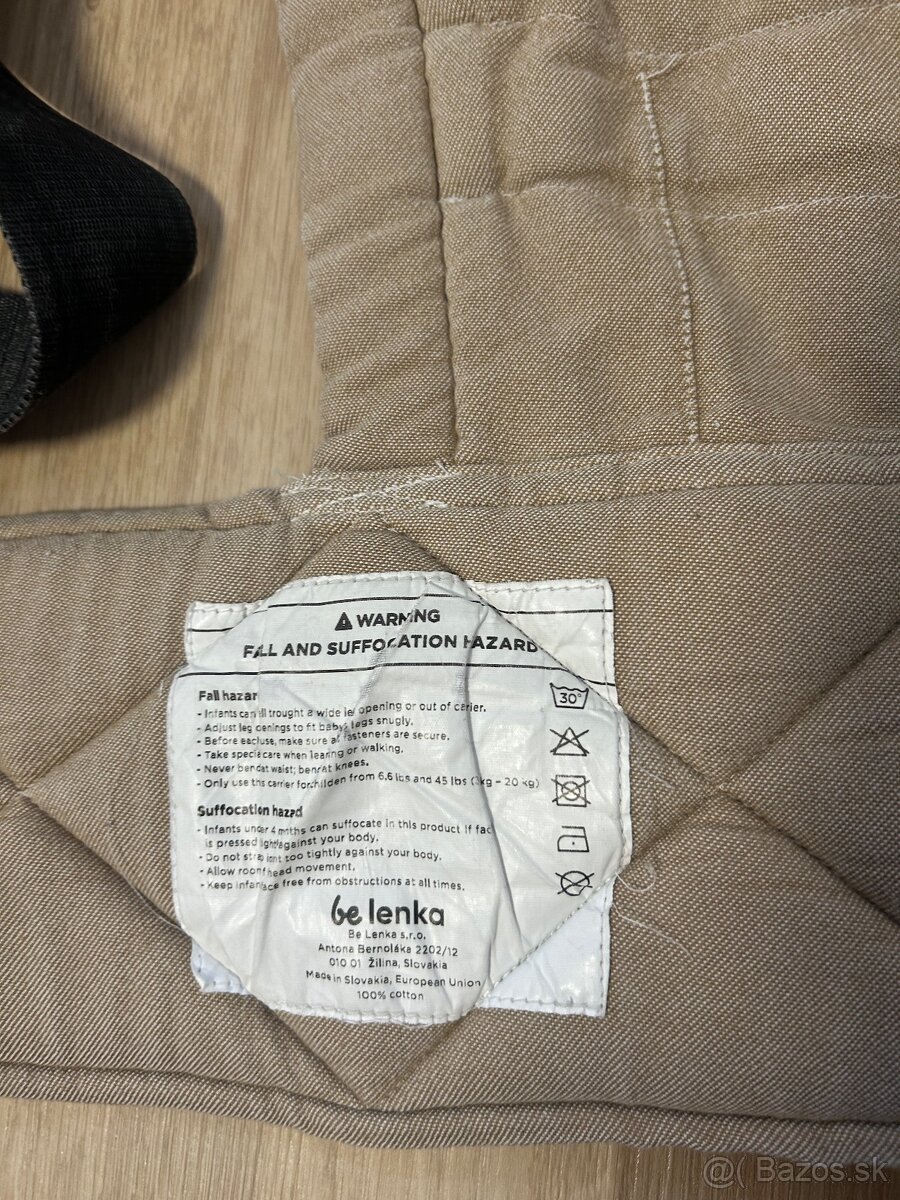 WARNING
FALL AND SUFFOCATION HAZARD
Fall hazar
- Infants can fall trought a wide leg opening or out of carrier.
- Adjust leg openings to fit baby's legs snugly.
- Before each use, make sure all fasteners are secure.
- Take special care when leaning or walking.
- Never bend at waist; bend at knees.
- Only use this carrier for children from 6.6 lbs and 45 lbs (3kg - 20 kg)
Suffocation hazard
- Infants under 4 months can suffocate in this product if fac
is pressed tightly against your body.
- Do not strap infant too tightly against your body.
- Allow room for head movement.
- Keep infant face free from obstructions at all times.
30°
be lenka
Be Lenka s.r.o.
Antona Bernoláka 2202/12
010 01 Žilina, Slovakia
Made in Slovakia, European Union
100% cotton
@( Bazos.sk